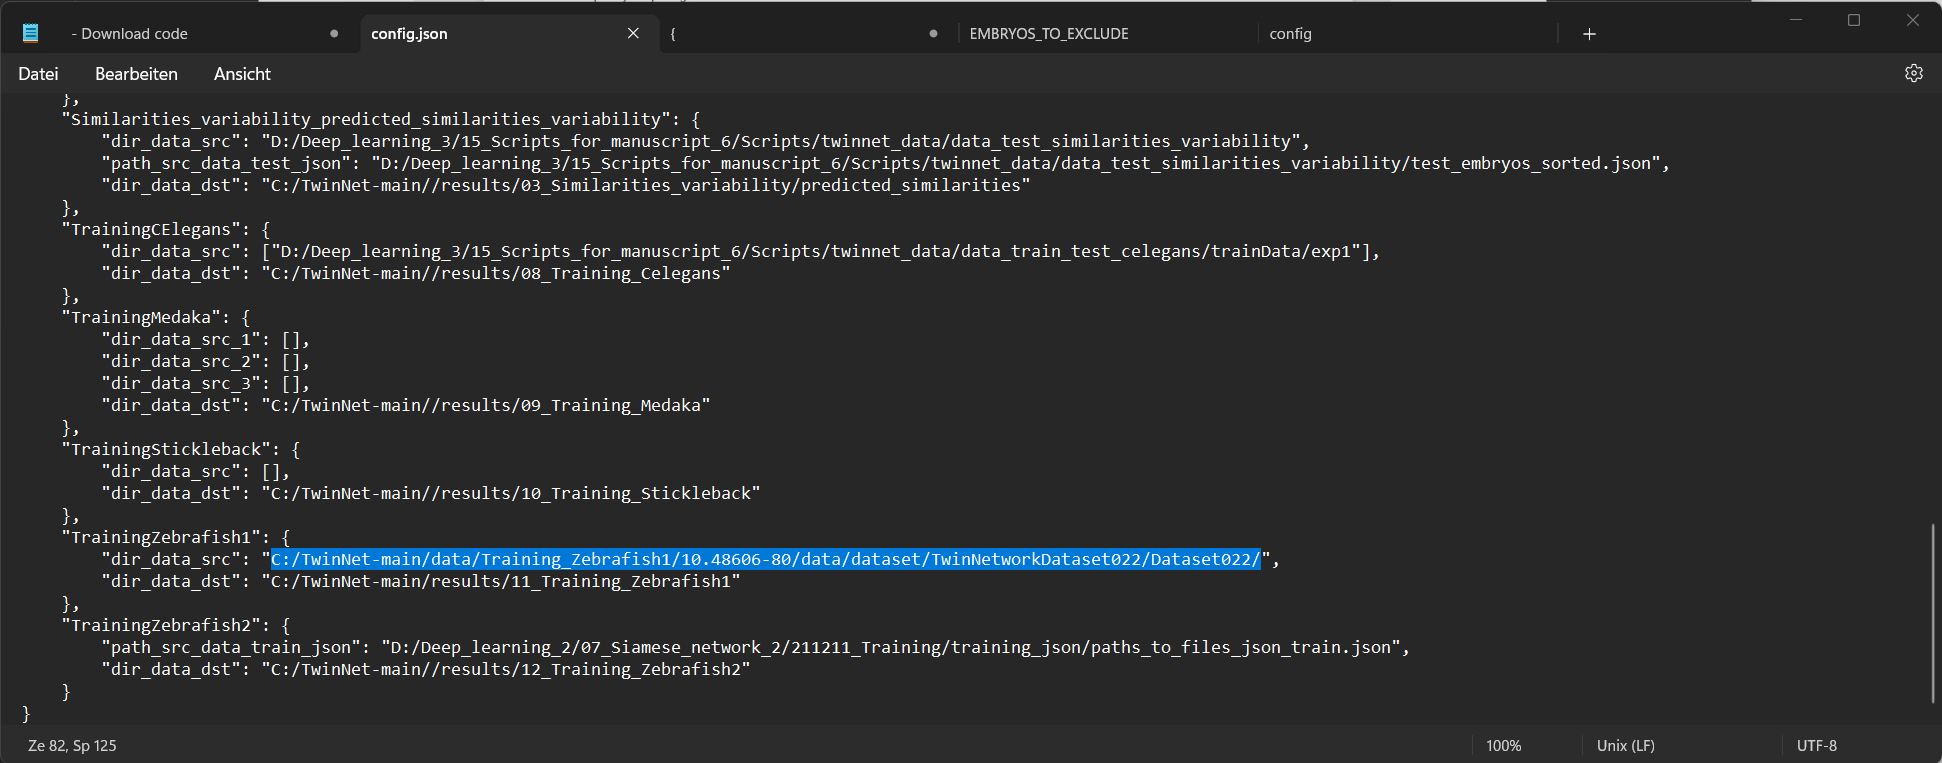 - Download code
config.json
{
EMBRYOS_TO_EXCLUDE
config
Datei Bearbeiten Ansicht
},
"Similarities_variability_predicted_similarities_variability": {
"dir_data_src": "D:/Deep_learning_3/15_Scripts_for_manuscript_6/Scripts/twinnet_data/data_test_similarities_variability",
"path_src_data_test_json": "D:/Deep_learning_3/15_Scripts_for_manuscript_6/Scripts/twinnet_data/data_test_similarities_variability/test_embryos_sorted.json",
"dir_data_dst": "C:/TwinNet-main//results/03_Similarities_variability/predicted_similarities"
},
"TrainingCElegans": {
"dir_data_src": ["D:/Deep_learning_3/15_Scripts_for_manuscript_6/Scripts/twinnet_data/data_train_test_celegans/trainData/exp1"],
"dir_data_dst": "C:/TwinNet-main//results/08_Training_Celegans"
},
"TrainingMedaka": {
"dir_data_src_1": [],
"dir_data_src_2": [],
"dir_data_src_3": [],
"dir_data_dst": "C:/TwinNet-main//results/09_Training_Medaka"
},
"TrainingStickleback": {
"dir_data_src": [],
"dir_data_dst": "C:/TwinNet-main//results/10_Training_Stickleback"
},
"TrainingZebrafish1": {
"dir_data_src": "C:/TwinNet-main/data/Training_Zebrafish1/10.48606-80/data/dataset/TwinNetworkDataset022/Dataset022/",
"dir_data_dst": "C:/TwinNet-main/results/11_Training_Zebrafish1"
},
"TrainingZebrafish2": {
"path_src_data_train_json": "D:/Deep_learning_2/07_Siamese_network_2/211211_Training/training_json/paths_to_files_json_train.json",
"dir_data_dst": "C:/TwinNet-main//results/12_Training_Zebrafish2"
}
}
Ze 82, Sp 125 100% Unix (LF) UTF-8